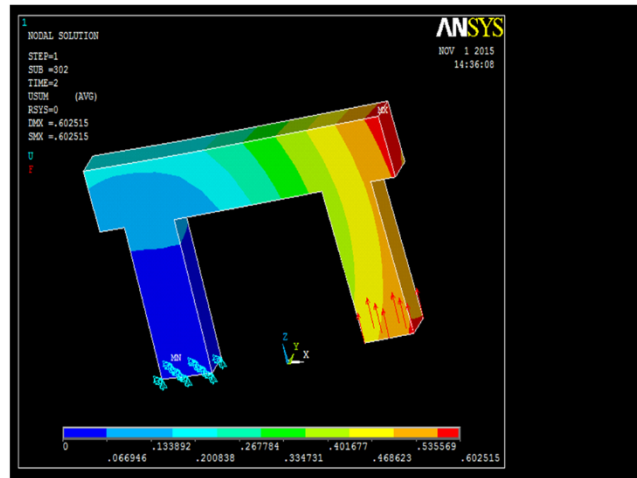 1
NODAL SOLUTION
STEP=1
SUB =302
TIME=2
USUM (AVG)
RSYS=0
DMX =.602515
SMX =.602515
U
F
ANSYS
NOV 1 2015
14:36:08
MX
MN
Z
Y
X
0 .133892 .267784 .401677 .535569
.066946 .200838 .334731 .468623 .602515